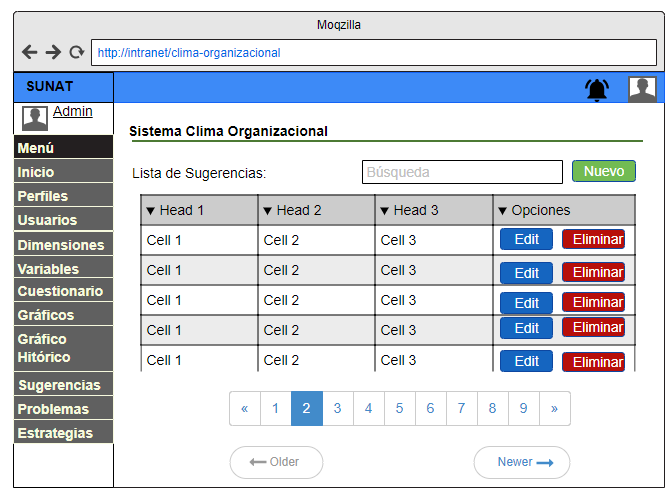 Moqzilla
http://intranet/clima-organizacional
SUNAT
Admin
Menú
Inicio
Perfiles
Usuarios
Dimensiones
Variables
Cuestionario
Gráficos
Gráfico
Hitórico
Sugerencias
Problemas
Estrategias
Sistema Clima Organizacional
Lista de Sugerencias: Búsqueda Nuevo
▼ Head 1 ▼ Head 2 ▼ Head 3 ▼ Opciones
Cell 1 Cell 2 Cell 3 Edit Eliminar
Cell 1 Cell 2 Cell 3 Edit Eliminar
Cell 1 Cell 2 Cell 3 Edit Eliminar
Cell 1 Cell 2 Cell 3 Edit Eliminar
Cell 1 Cell 2 Cell 3 Edit Eliminar
« 1 2 3 4 5 6 7 8 9 »
← Older Newer →